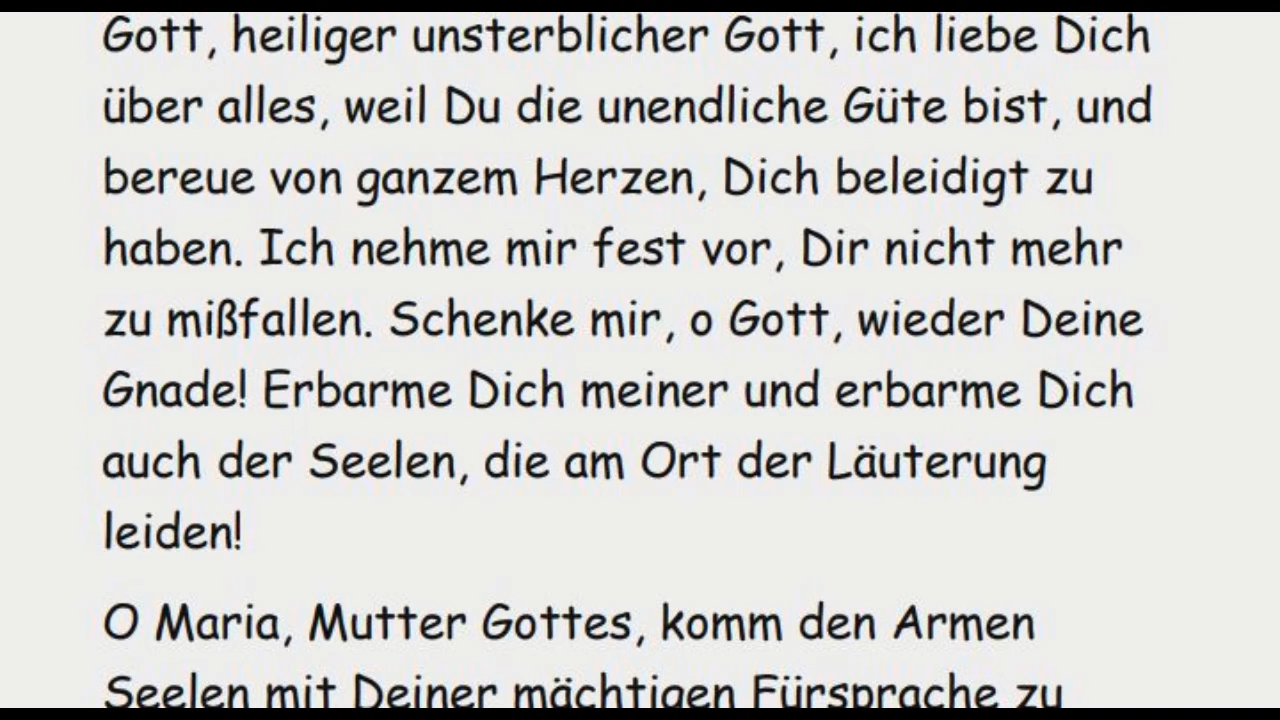 Gott, heiliger unsterblicher Gott, ich liebe Dich
über alles, weil Du die unendliche Güte bist, und
bereue von ganzem Herzen, Dich beleidigt zu
haben. Ich nehme mir fest vor, Dir nicht mehr
zu mißfallen. Schenke mir, o Gott, wieder Deine
Gnade! Erbarme Dich meiner und erbarme Dich
auch der Seelen, die am Ort der Läuterung
leiden!
O Maria, Mutter Gottes, komm den Armen
Seelen mit Deiner mächtigen Fürsprache zu